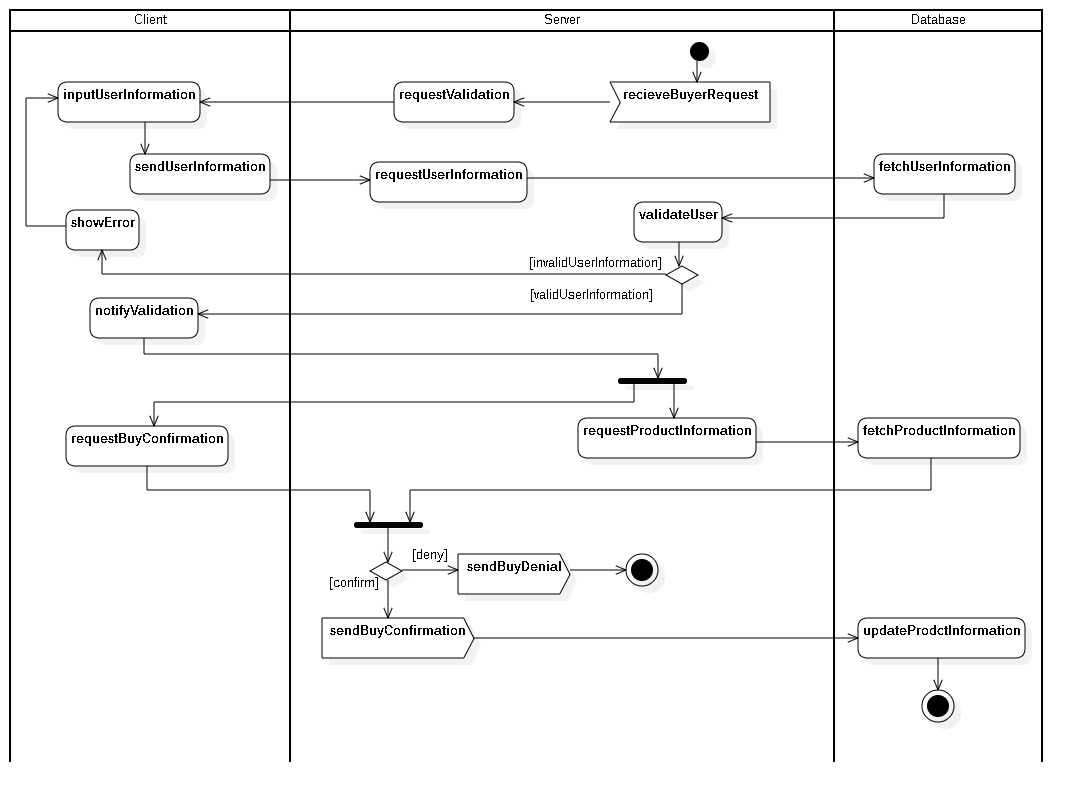 Client
Server
Database
recieveBuyerRequest
requestValidation
inputUserInformation
sendUserInformation
requestUserInformation
fetchUserInformation
validateUser
showError
[invalidUserInformation]
[validUserInformation]
notifyValidation
requestBuyConfirmation
requestProductInformation
fetchProductInformation
[deny]
sendBuyDenial
[confirm]
sendBuyConfirmation
updateProdctInformation